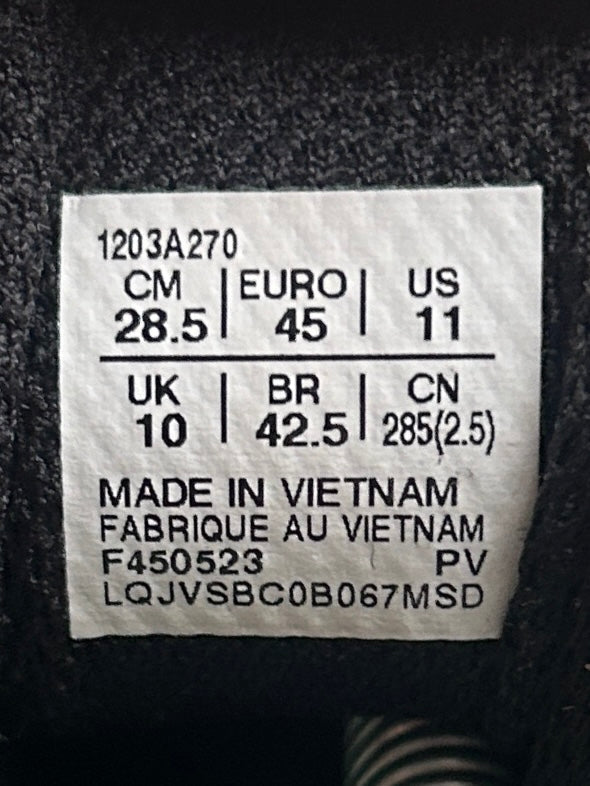 1203A270
CM | EURO | US
28.5 | 45 | 11
UK | BR | CN
10 | 42.5 | 285(2.5)
MADE IN VIETNAM
FABRIQUE AU VIETNAM
F450523 PV
LQJVSBC0B067MSD